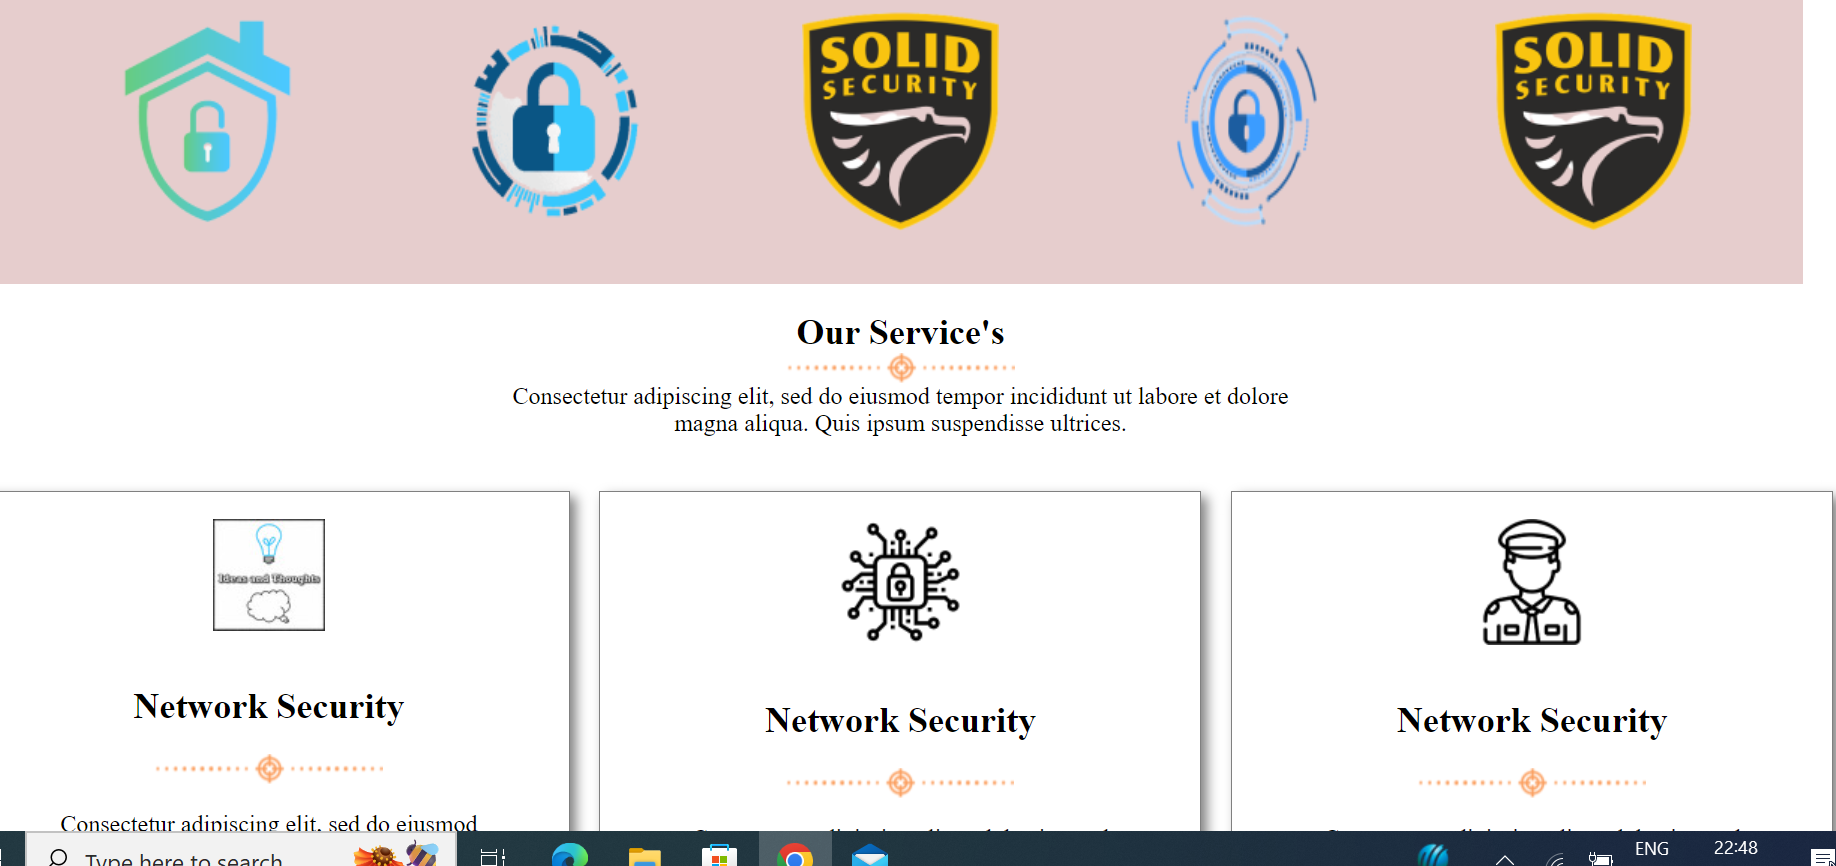 SOLID
SECURITY
SOLID
SECURITY
Our Service's
Consectetur adipiscing elit, sed do eiusmod tempor incididunt ut labore et dolore
magna aliqua. Quis ipsum suspendisse ultrices.
Ideas and Thoughts
Network Security
Network Security
Network Security
Consectetur adipiscing elit, sed do eiusmod
Type here to search
ENG
22:48